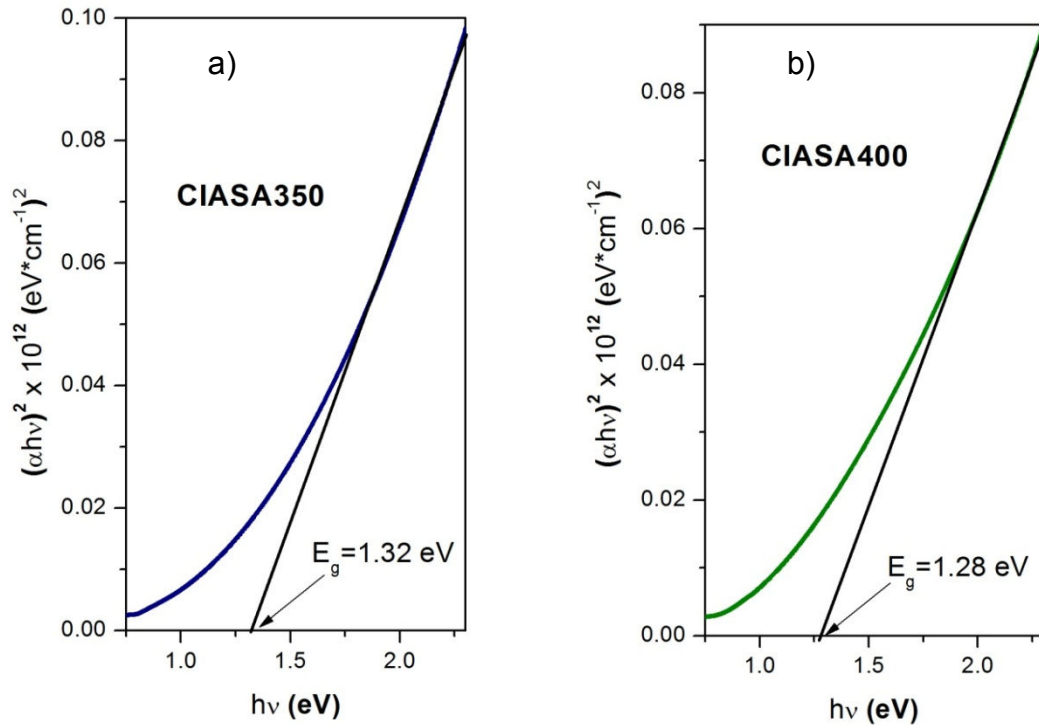 a)
CIASA350
E_g=1.32 eV
0.10
0.08
0.06
0.04
0.02
0.00
1.0 1.5 2.0
hν (eV)
(αhν)² x 10¹² (eV*cm⁻¹)²
b)
CIASA400
E_g=1.28 eV
0.08
0.06
0.04
0.02
0.00
1.0 1.5 2.0
hν (eV)
(αhν)² x 10¹² (eV*cm⁻¹)²